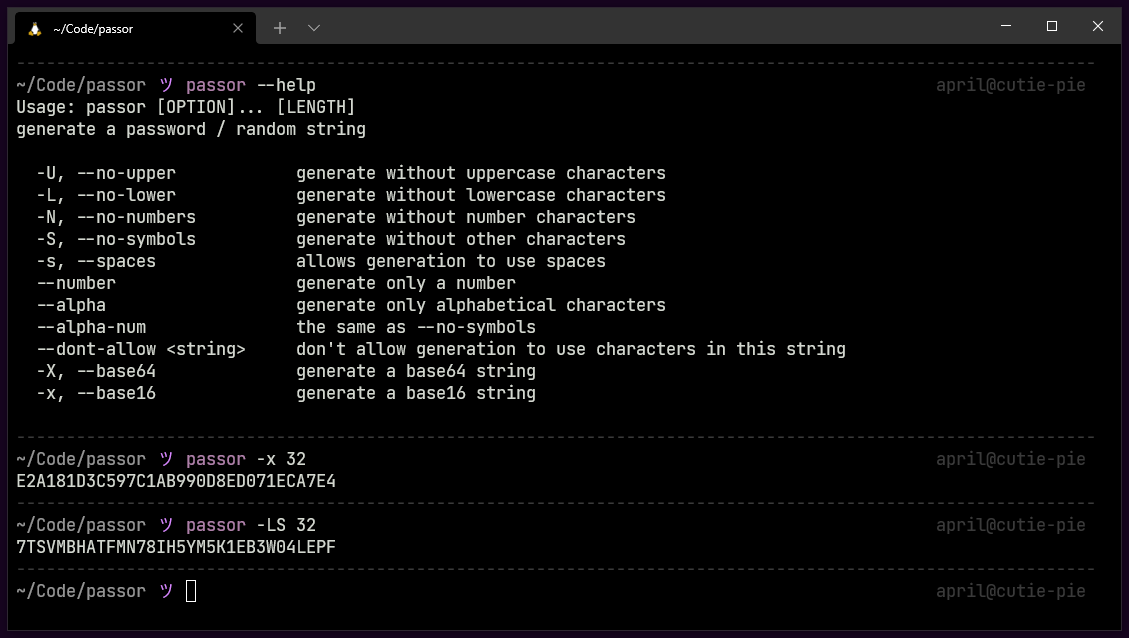 ~/Code/passor
--------------------------------------------------------------------------------
~/Code/passor ツ passor --help april@cutie-pie
Usage: passor [OPTION]... [LENGTH]
generate a password / random string
-U, --no-upper generate without uppercase characters
-L, --no-lower generate without lowercase characters
-N, --no-numbers generate without number characters
-S, --no-symbols generate without other characters
-s, --spaces allows generation to use spaces
--number generate only a number
--alpha generate only alphabetical characters
--alpha-num the same as --no-symbols
--dont-allow <string> don't allow generation to use characters in this string
-X, --base64 generate a base64 string
-x, --base16 generate a base16 string
--------------------------------------------------------------------------------
~/Code/passor ツ passor -x 32 april@cutie-pie
E2A181D3C597C1AB990D8ED071ECA7E4
--------------------------------------------------------------------------------
~/Code/passor ツ passor -LS 32 april@cutie-pie
7TSVMBHATFMN78IH5YM5K1EB3W04LEPF
--------------------------------------------------------------------------------
~/Code/passor ツ april@cutie-pie